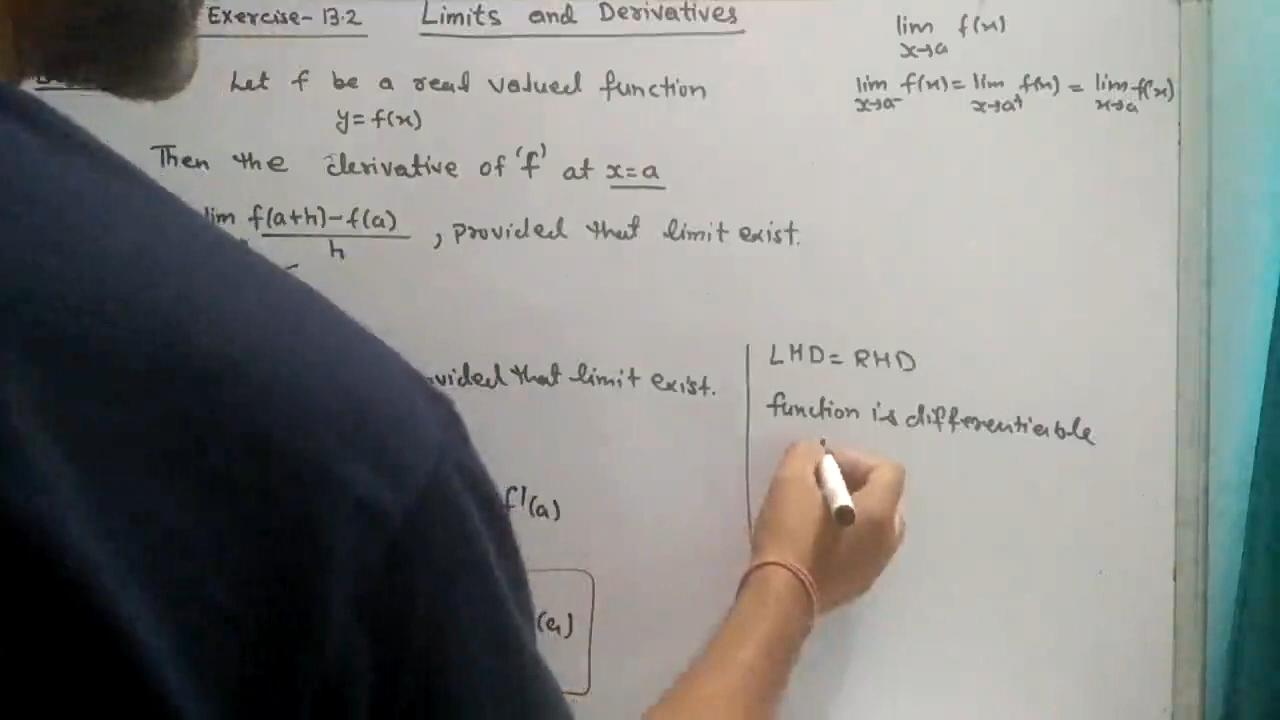 Exercise-13.2 Limits and Derivatives
Let f be a real valued function
y=f(x)
Then the derivative of 'f' at x=a
lim f(a+h)-f(a)
h
, provided that limit exist.
vided that limit exist.
f'(a)
(a)
lim f(x)
x→a
lim f(x) = lim f(x) = lim f(x)
x→a⁻ x→a⁺ x→a
LHD = RHD
function is differentiable